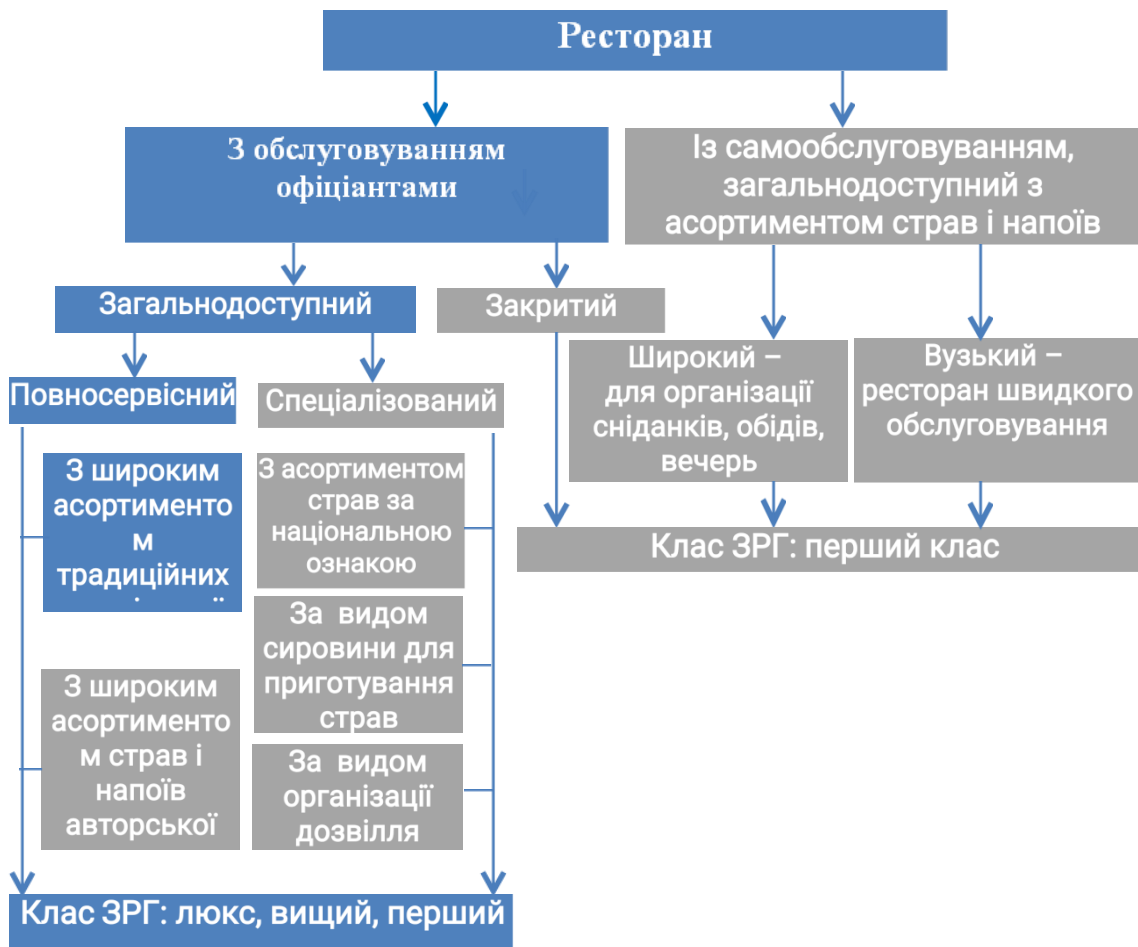 Ресторан
З обслуговуванням
офіціантами
Із самообслуговуванням,
загальнодоступний з
асортиментом страв і напоїв
Загальнодоступний
Закритий
Повносервісний
Спеціалізований
Широкий –
для організації
сніданків, обідів,
вечерь
Вузький –
ресторан швидкого
обслуговування
З широким
асортименто
м
традиційних
З асортиментом
страв за
національною
ознакою
Клас ЗРГ: перший клас
За видом
сировини для
приготування
страв
З широким
асортименто
м страв і
напоїв
авторської
За видом
організації
дозвілля
Клас ЗРГ: люкс, вищий, перший